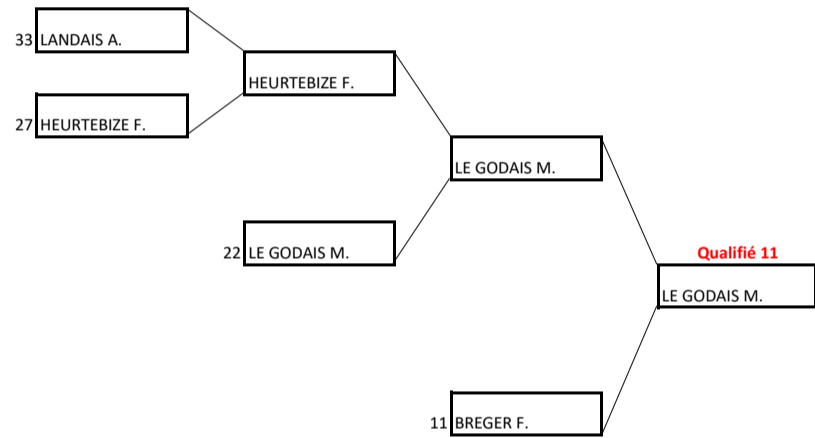 33 LANDAIS A.
HEURTEBIZE F.
27 HEURTEBIZE F.
LE GODAIS M.
22 LE GODAIS M.
Qualifié 11
LE GODAIS M.
11 BREGER F.